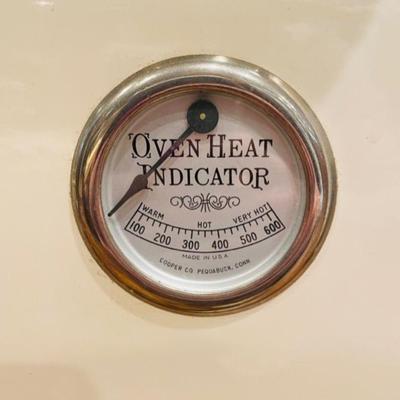 OVEN HEAT
INDICATOR
WARM HOT VERY HOT
100 200 300 400 500 600
MADE IN U.S.A.
COOPER CO. PEQUABUCK, CONN.